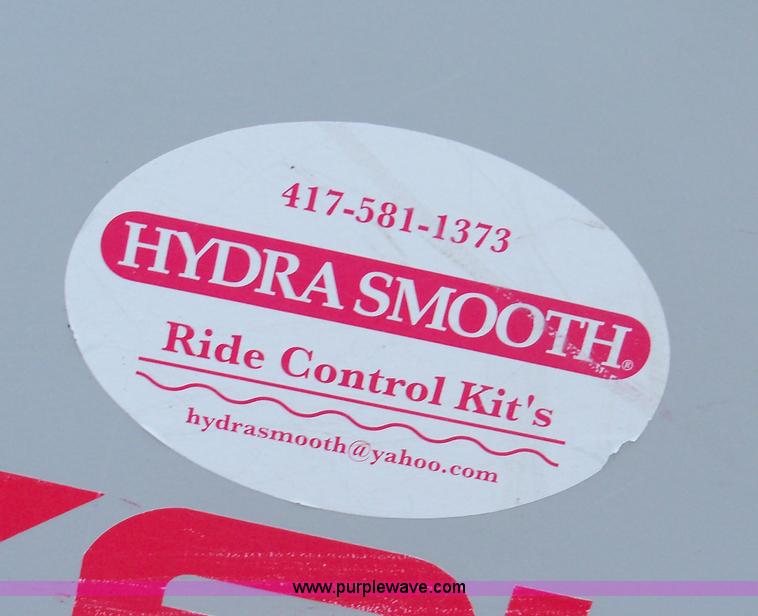 417-581-1373
HYDRA SMOOTH®
Ride Control Kit's
hydrasmooth@yahoo.com
www.purplewave.com